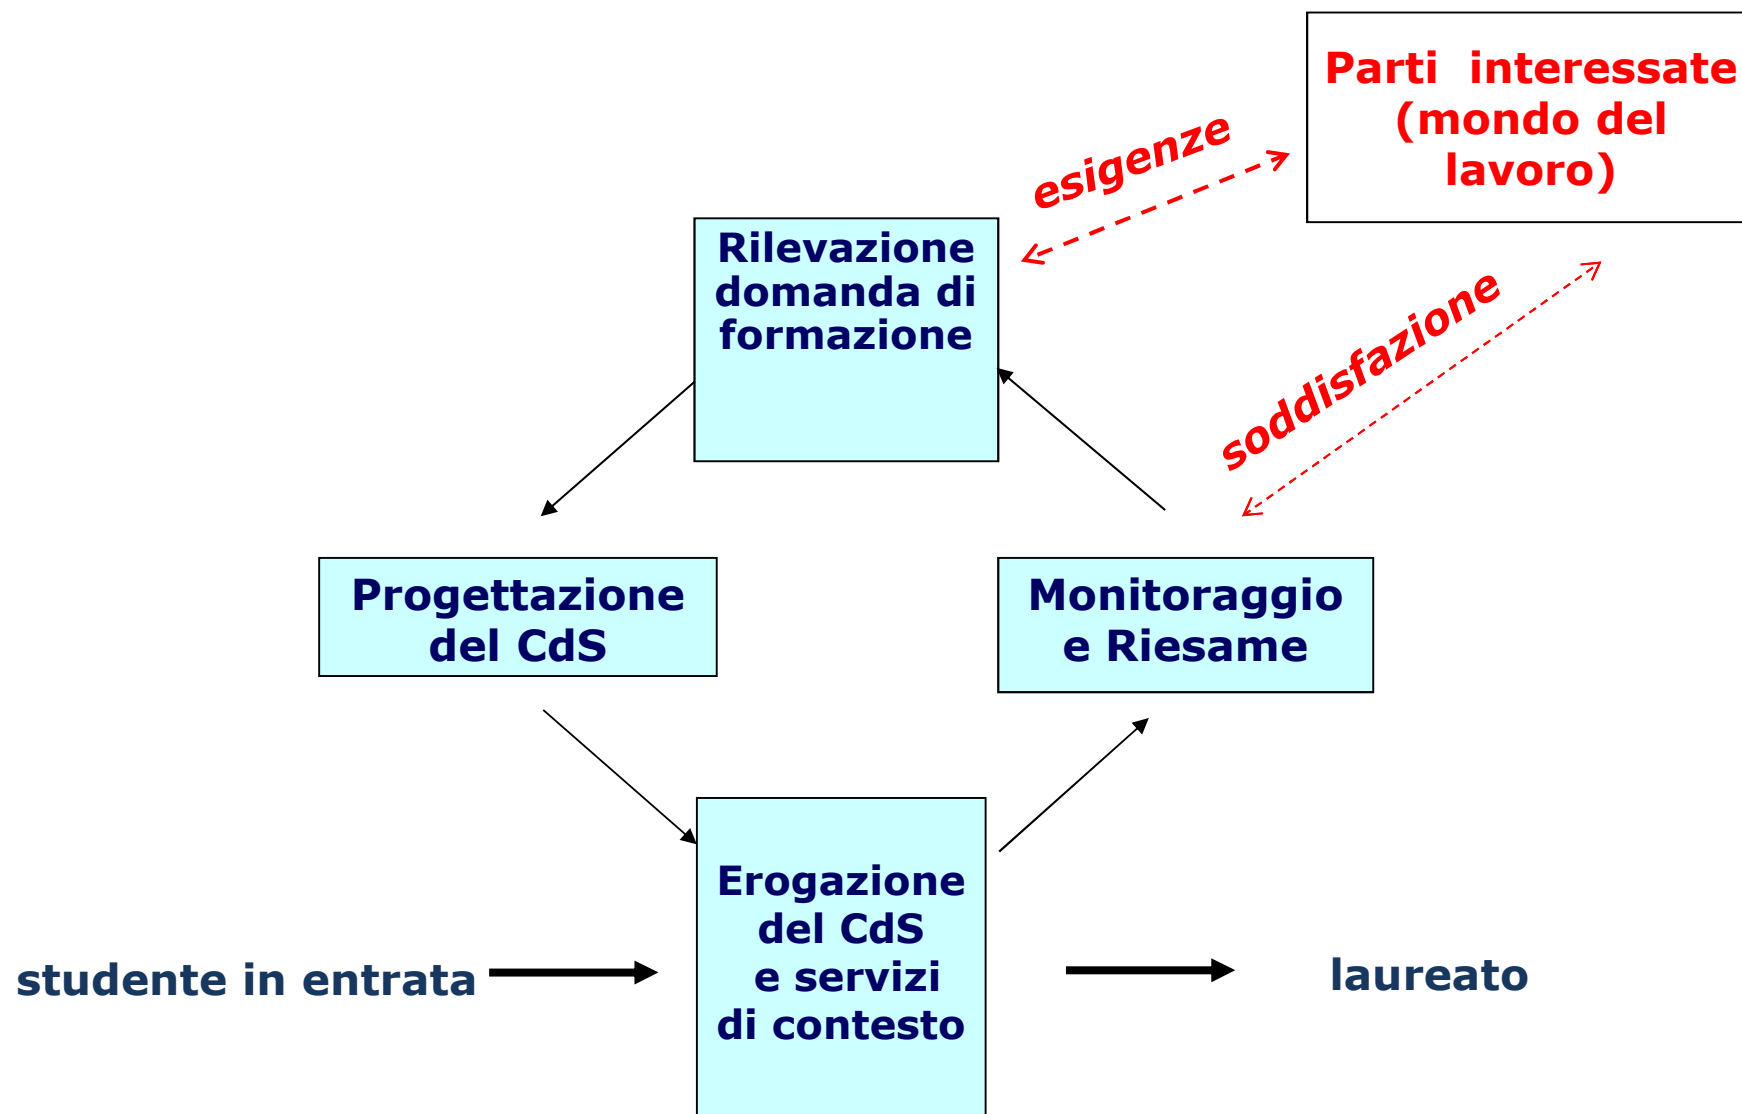 Parti interessate
(mondo del
lavoro)
esigenze
Rilevazione
domanda di
formazione
soddisfazione
Progettazione
del CdS
Monitoraggio
e Riesame
Erogazione
del CdS
e servizi
di contesto
studente in entrata
laureato